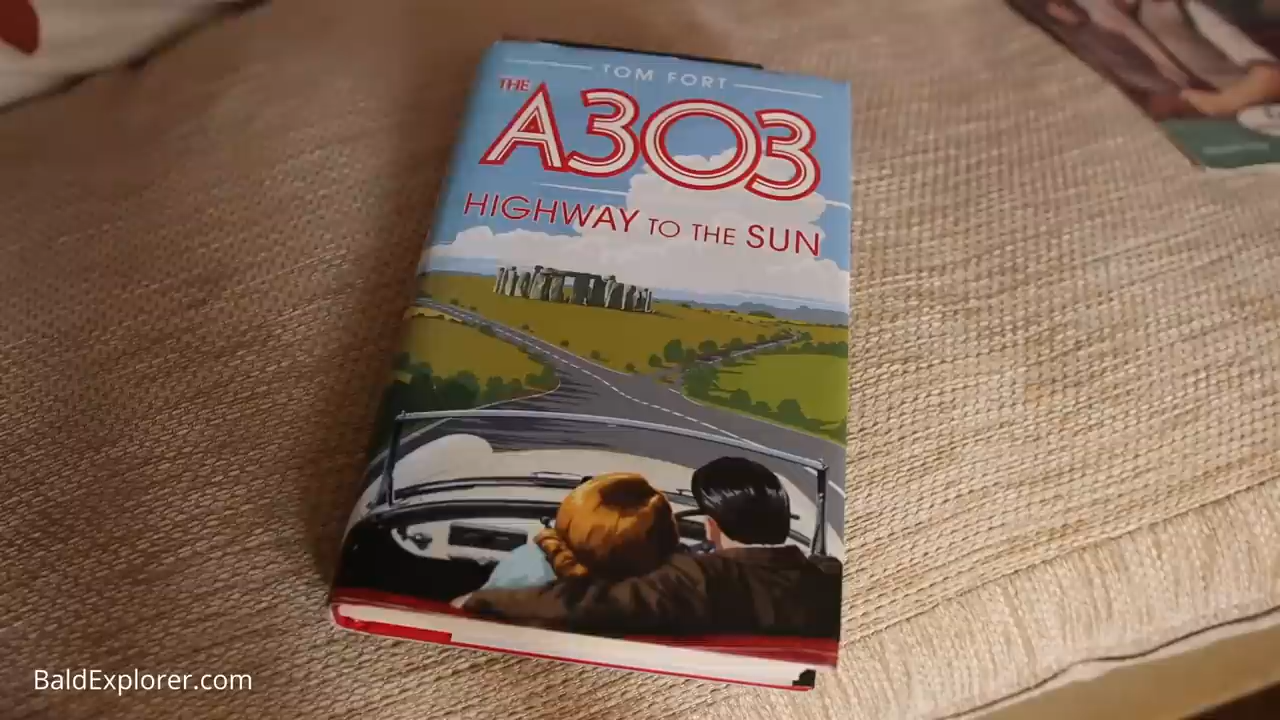 TOM FORT
THE
A303
HIGHWAY TO THE SUN
BaldExplorer.com